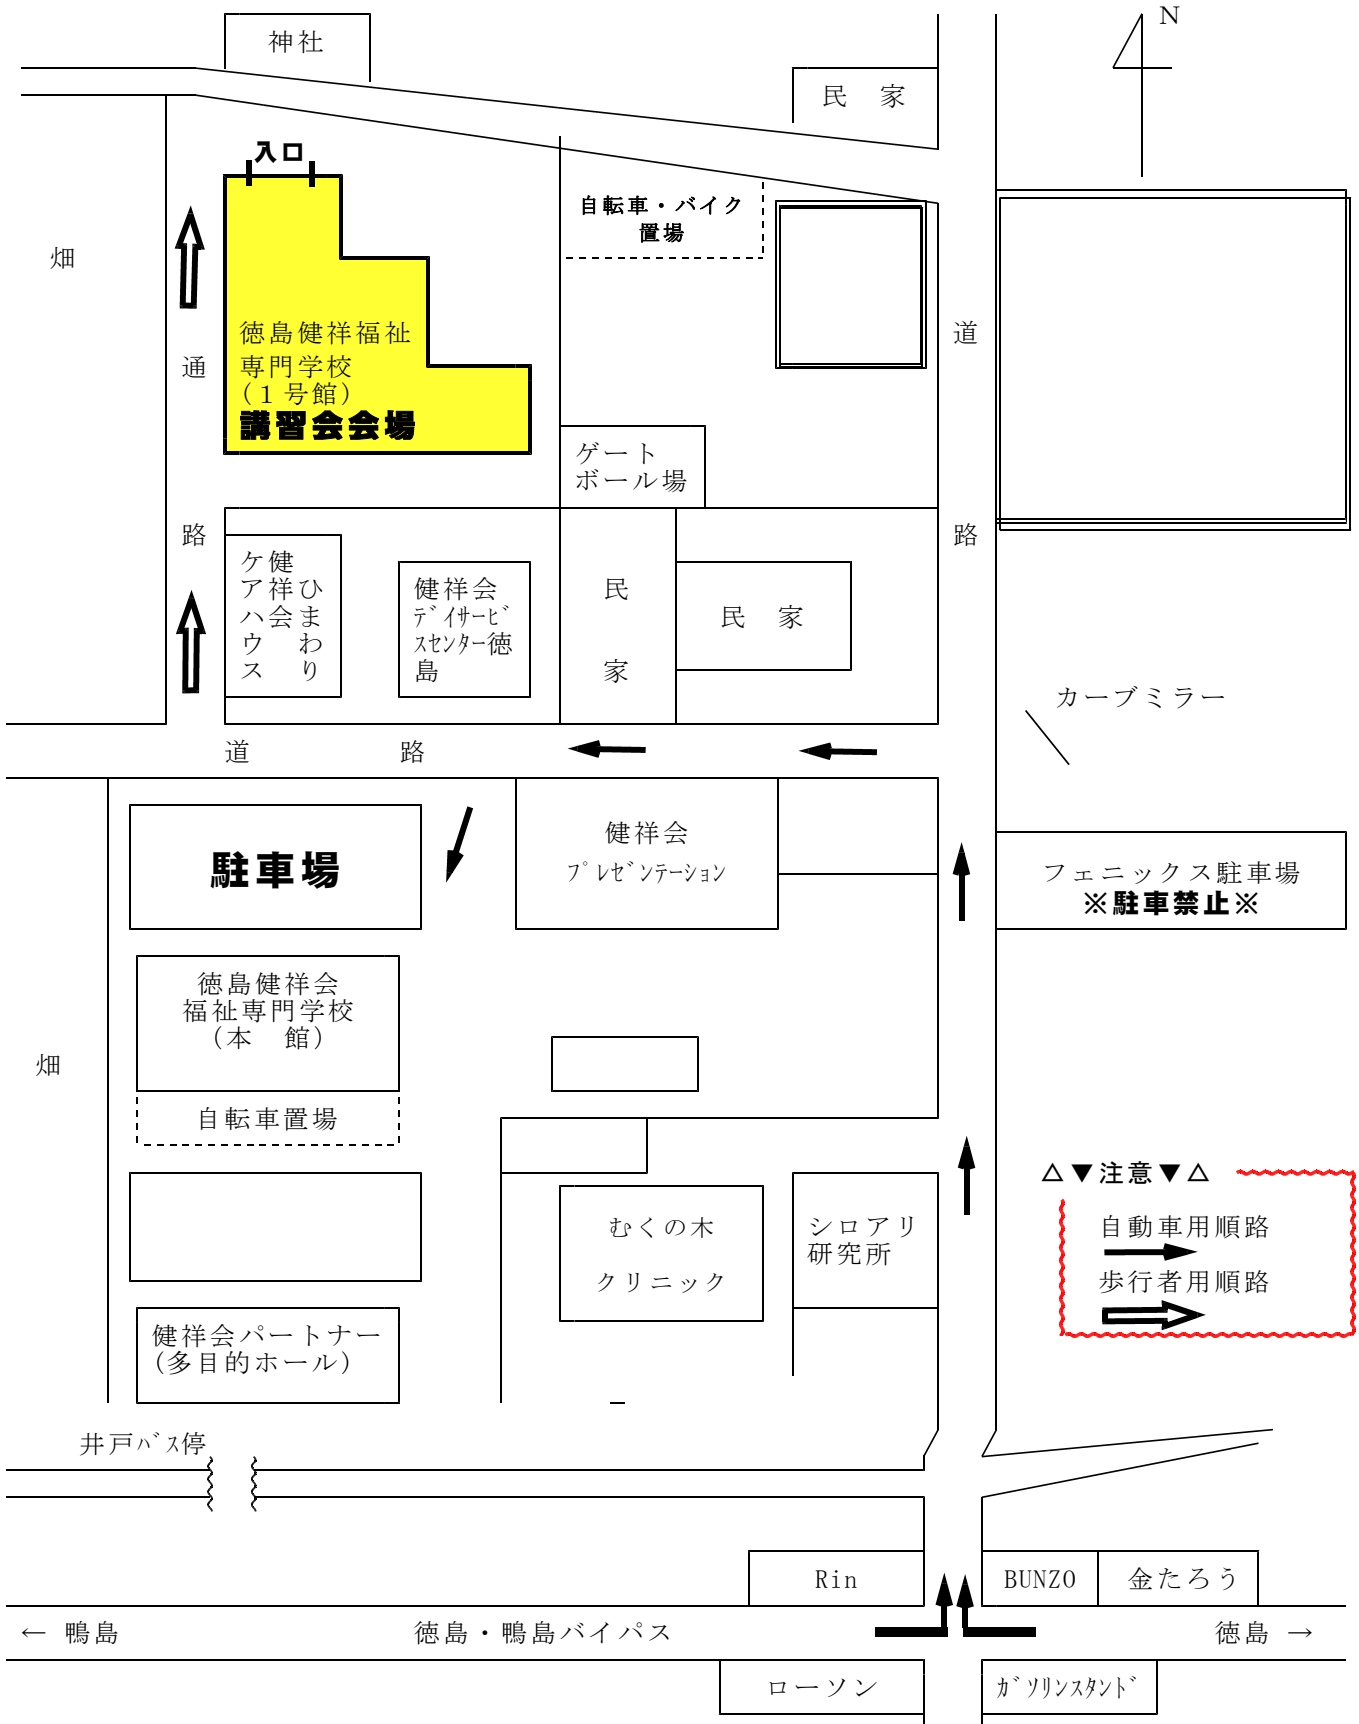 N
神社
民　家
入口
自転車・バイク
置場
畑
道
路
徳島健祥福祉
専門学校
（１号館）
講習会会場
通
路
ゲート
ボール場
ケアハウス
健祥会
ひまわり
健祥会
ﾃﾞｲｻｰﾋﾞ
ｽｾﾝﾀｰ徳
島
民
家
民　家
カーブミラー
道　路
駐車場
健祥会
ﾌﾟﾚｾﾞﾝﾃｰｼｮﾝ
フェニックス駐車場
※駐車禁止※
徳島健祥会
福祉専門学校
（本　館）
畑
自転車置場
△▼注意▼△
自動車用順路
歩行者用順路
むくの木
クリニック
シロアリ
研究所
健祥会パートナー
（多目的ホール）
井戸ﾊﾞｽ停
Rin
BUNZO
金たろう
← 鴨島
徳島・鴨島バイパス
徳島 →
ローソン
ｶﾞｿﾘﾝｽﾀﾝﾄﾞ